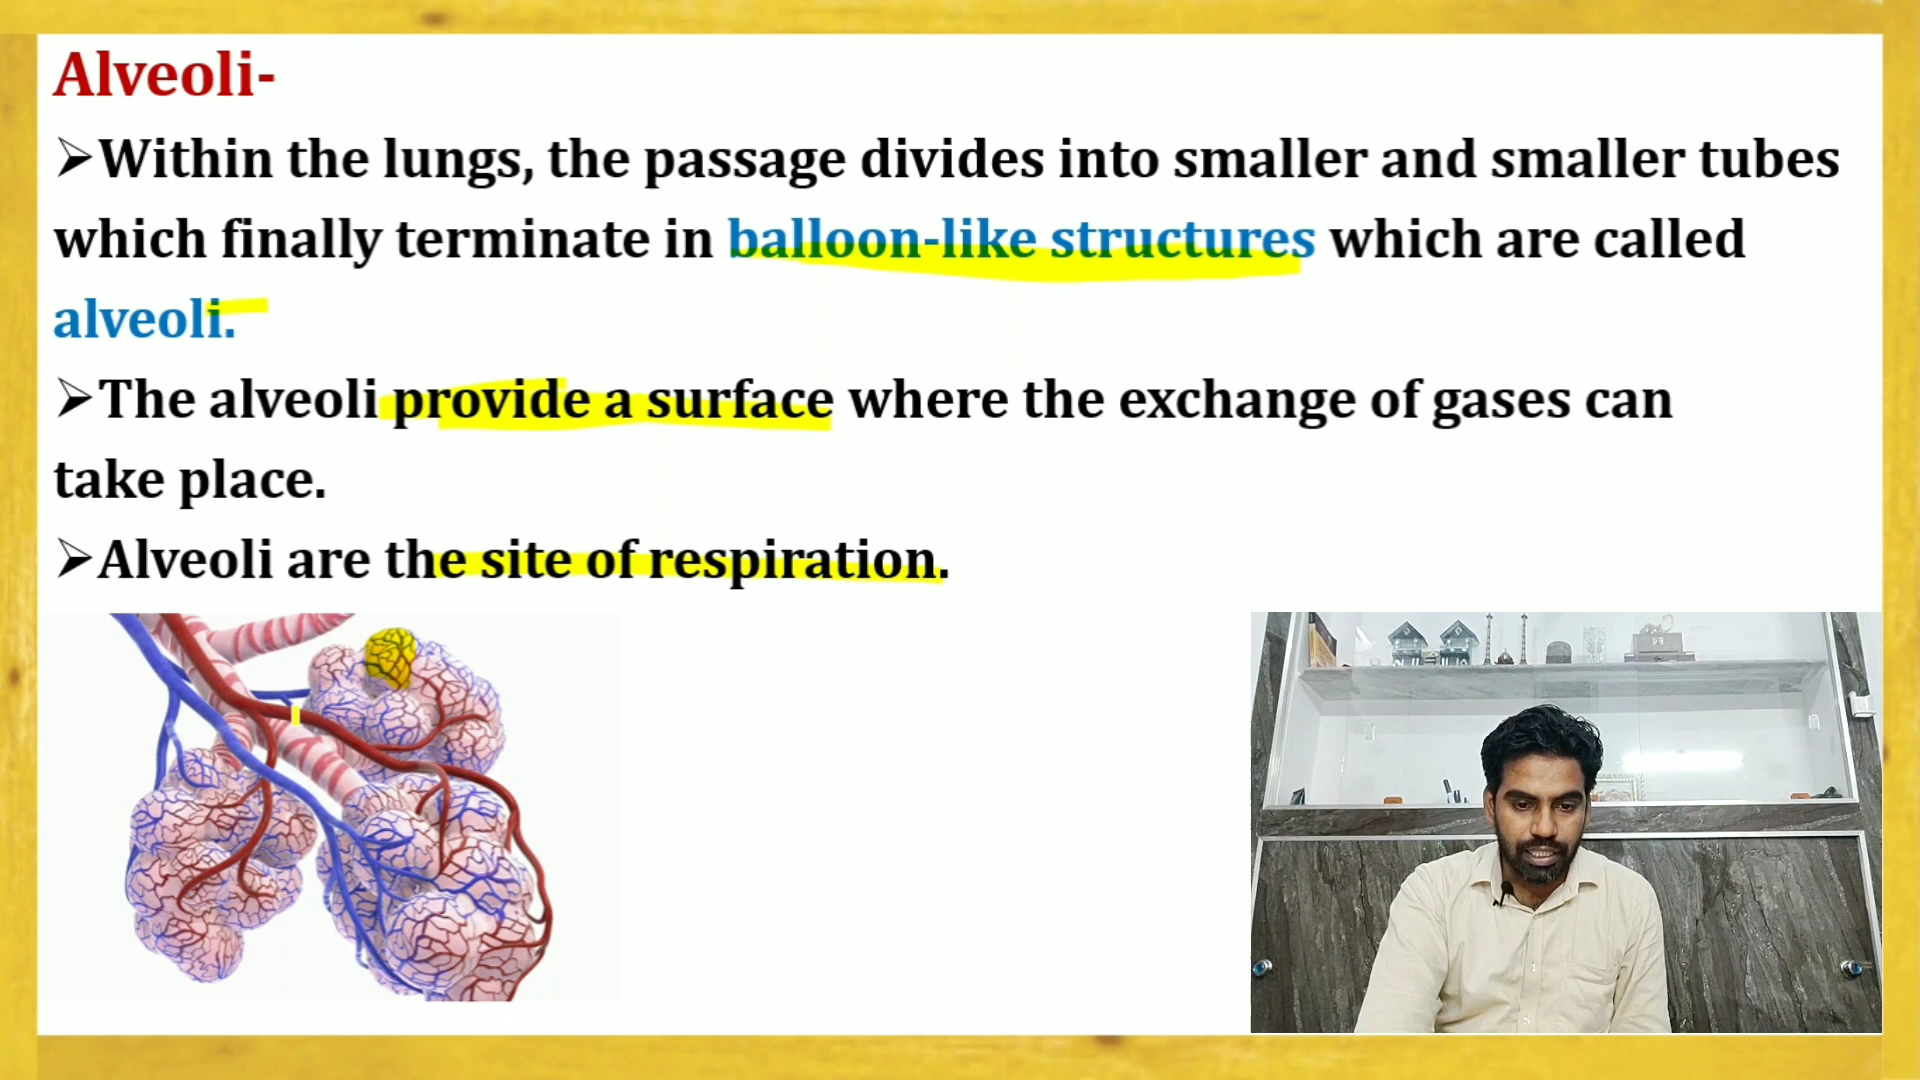 Alveoli-
➢Within the lungs, the passage divides into smaller and smaller tubes
which finally terminate in balloon-like structures which are called
alveoli.
➢The alveoli provide a surface where the exchange of gases can
take place.
➢Alveoli are the site of respiration.